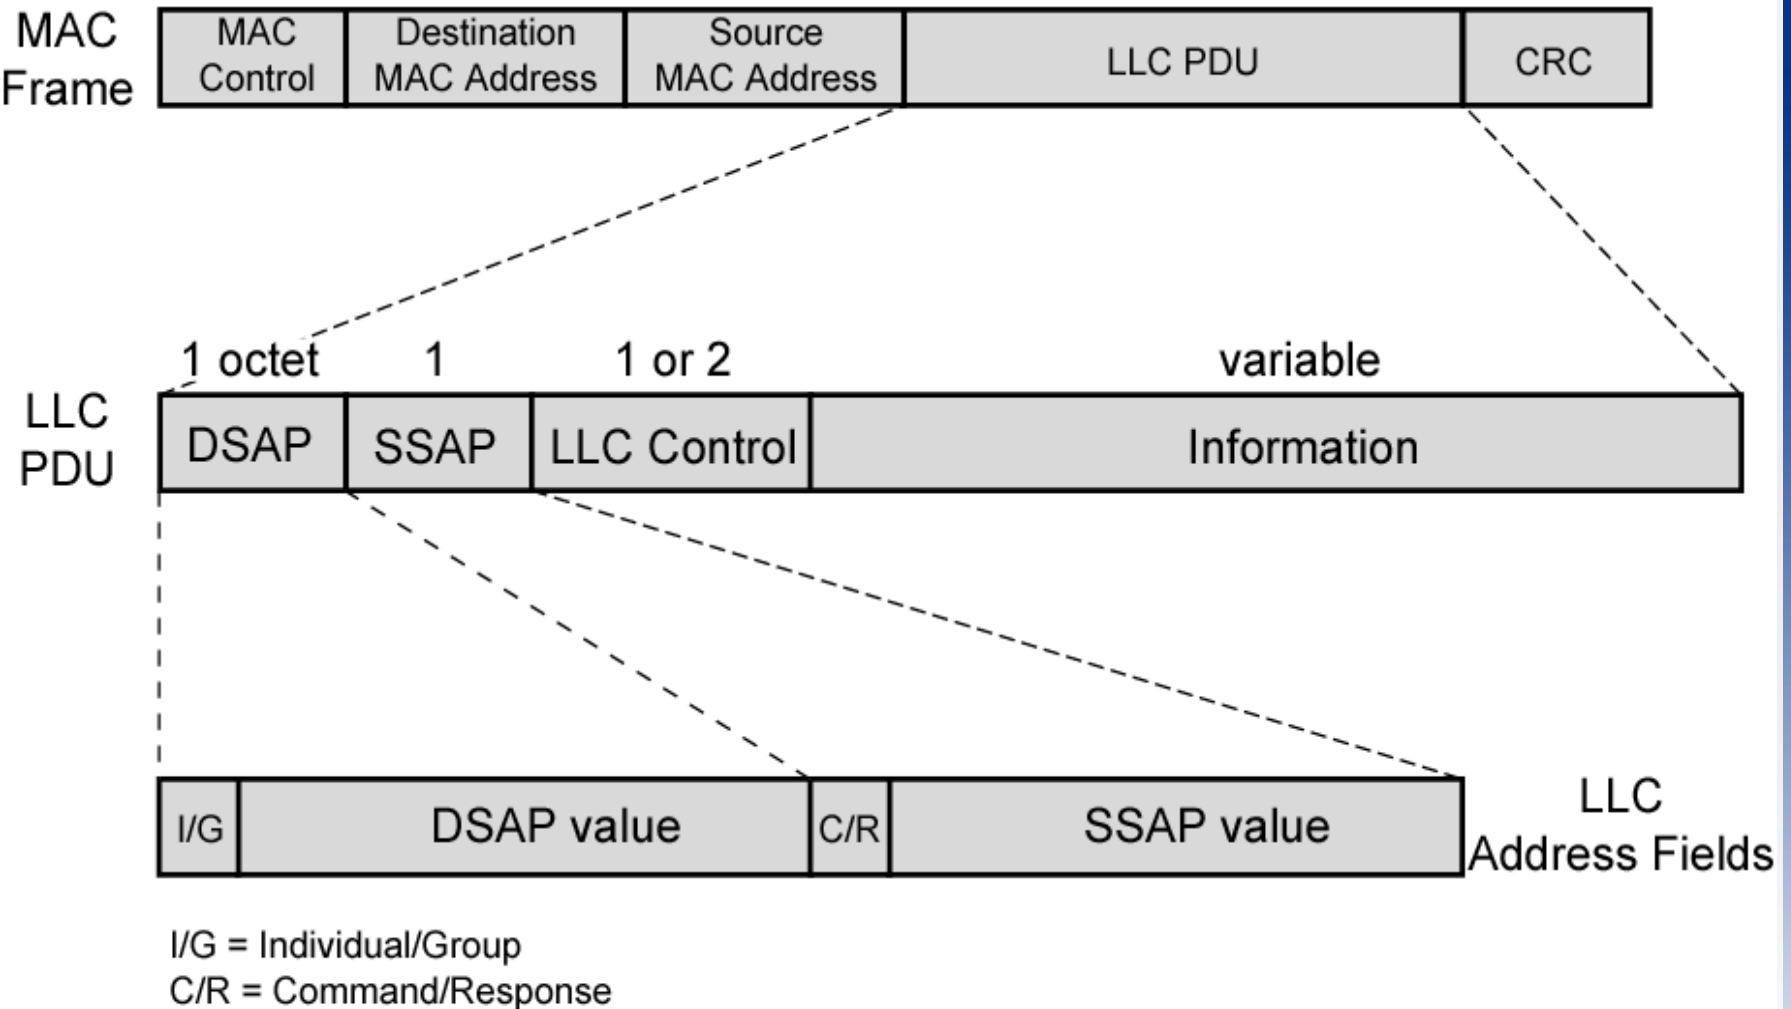 MAC
Frame
MAC
Control
Destination
MAC Address
Source
MAC Address
LLC PDU
CRC
1 octet
1
1 or 2
variable
LLC
PDU
DSAP
SSAP
LLC Control
Information
I/G
DSAP value
C/R
SSAP value
LLC
Address Fields
I/G = Individual/Group
C/R = Command/Response